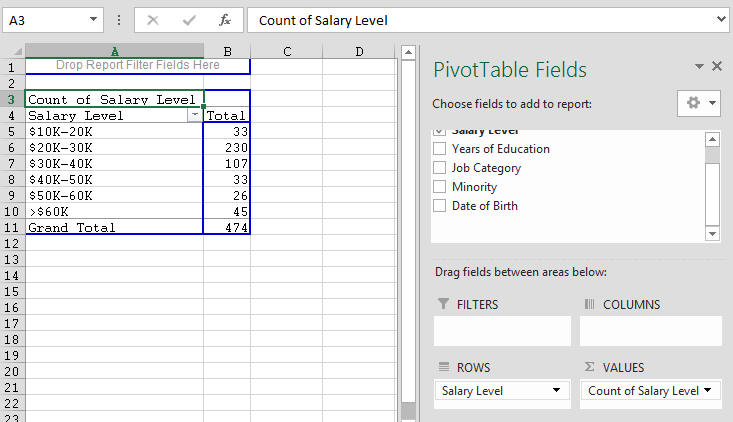 A3
fx
Count of Salary Level
A B C D
1 Drop Report Filter Fields Here
2
3 Count of Salary Level
4 Salary Level Total
5 $10K-20K 33
6 $20K-30K 230
7 $30K-40K 107
8 $40K-50K 33
9 $50K-60K 26
10 >$60K 45
11 Grand Total 474
12
13
14
15
16
17
18
19
20
21
22
23
PivotTable Fields
Choose fields to add to report:
Salary Level
Years of Education
Job Category
Minority
Date of Birth
Drag fields between areas below:
FILTERS
COLUMNS
ROWS
Σ VALUES
Salary Level
Count of Salary Level